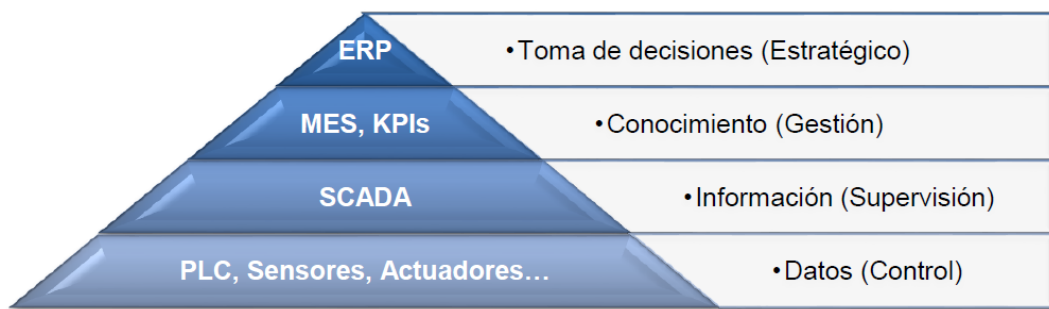 ERP
•Toma de decisiones (Estratégico)
MES, KPIs
•Conocimiento (Gestión)
SCADA
•Información (Supervisión)
PLC, Sensores, Actuadores…
•Datos (Control)